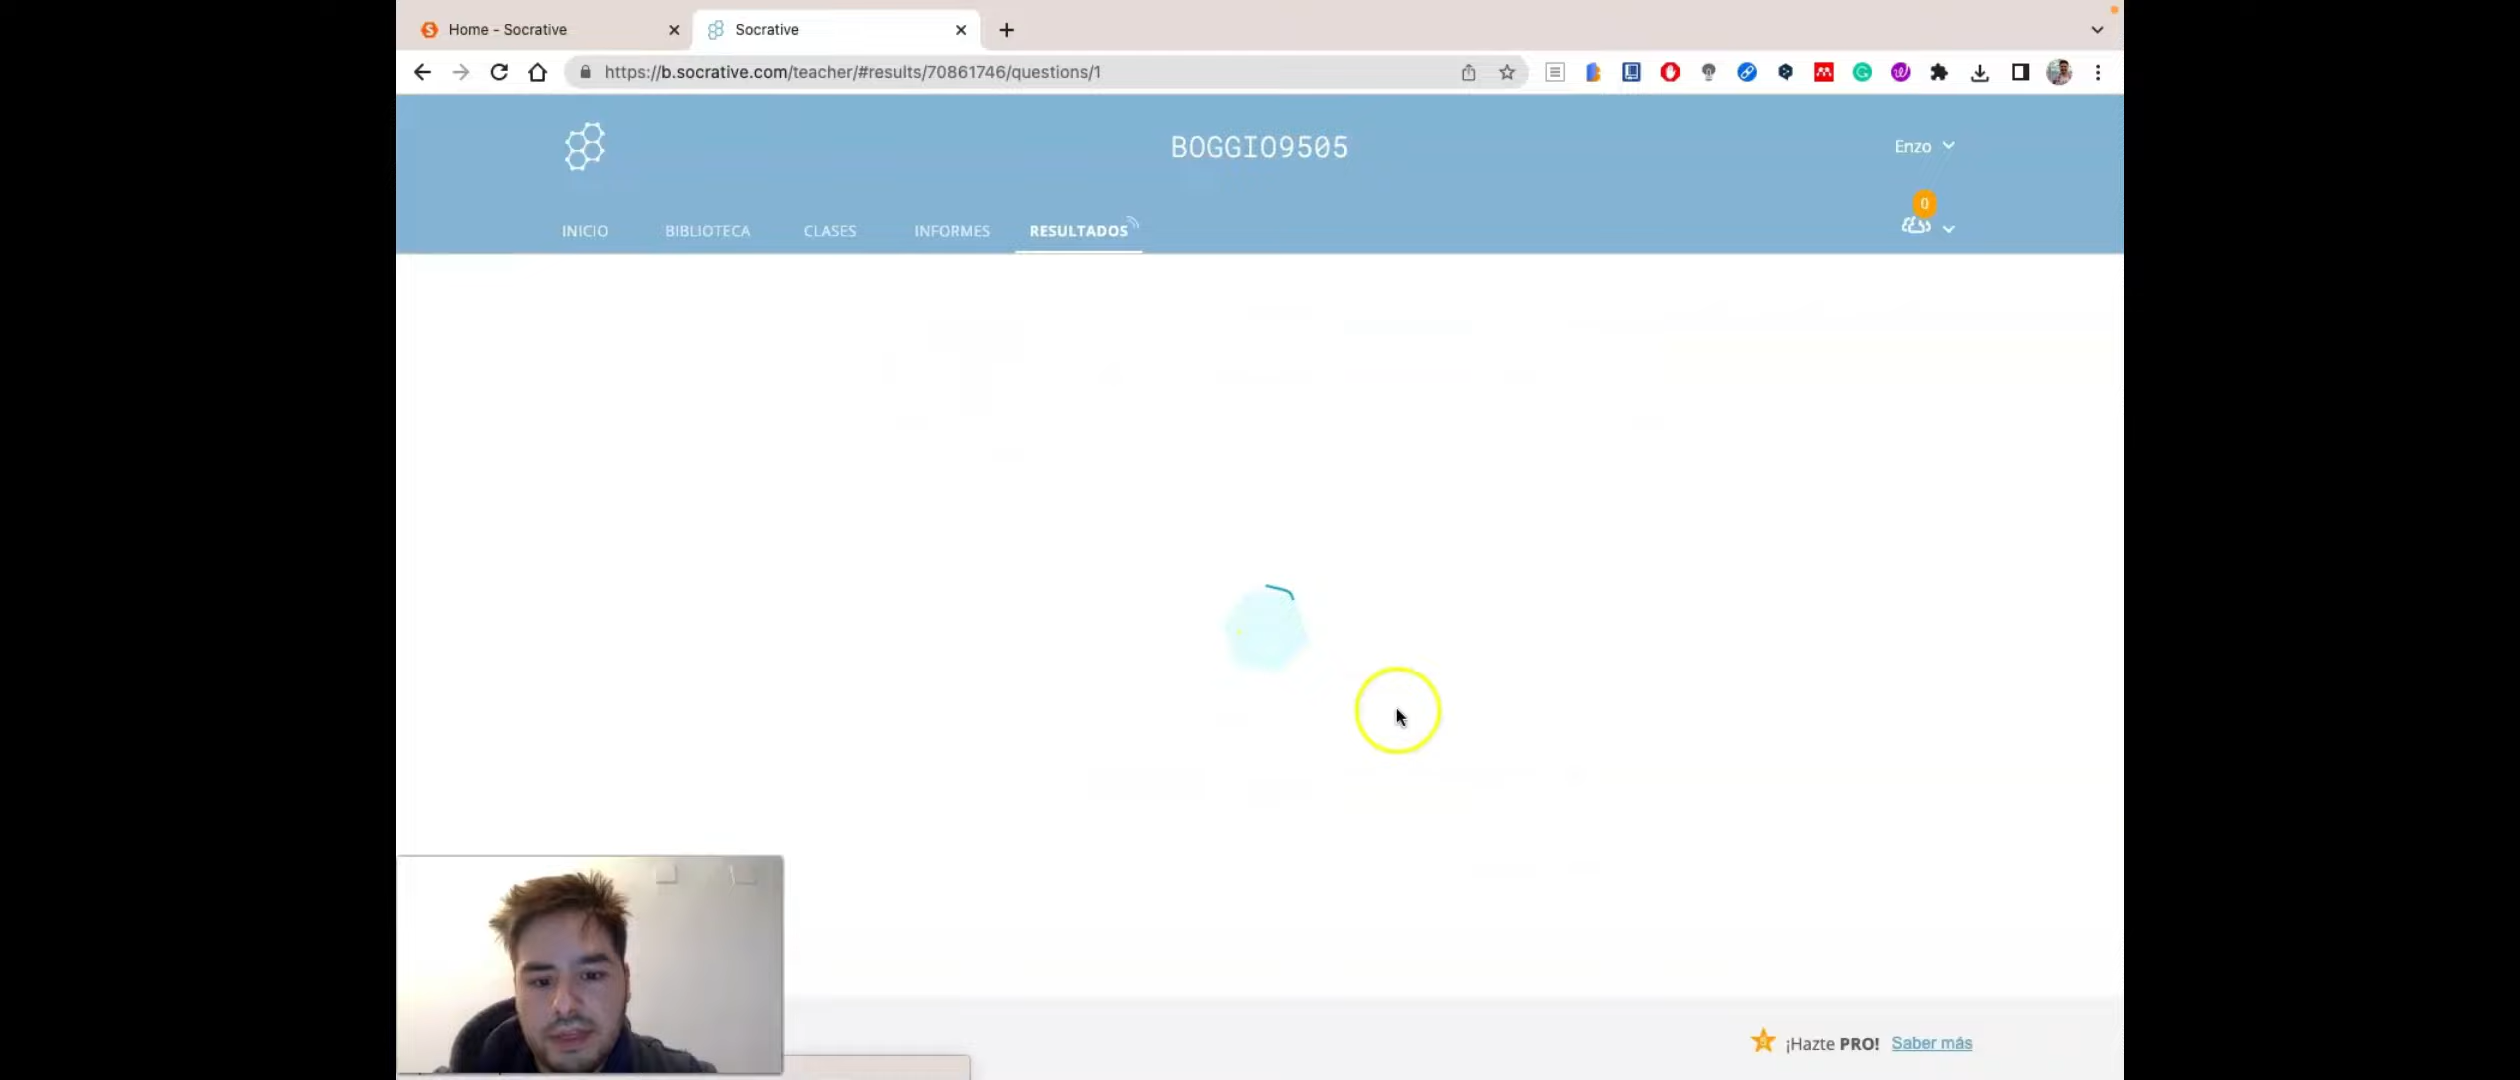 Home - Socrative
Socrative
https://b.socrative.com/teacher/#results/70861746/questions/1
BOGGIO9505
Enzo
0
INICIO
BIBLIOTECA
CLASES
INFORMES
RESULTADOS
¡Hazte PRO!
Saber más